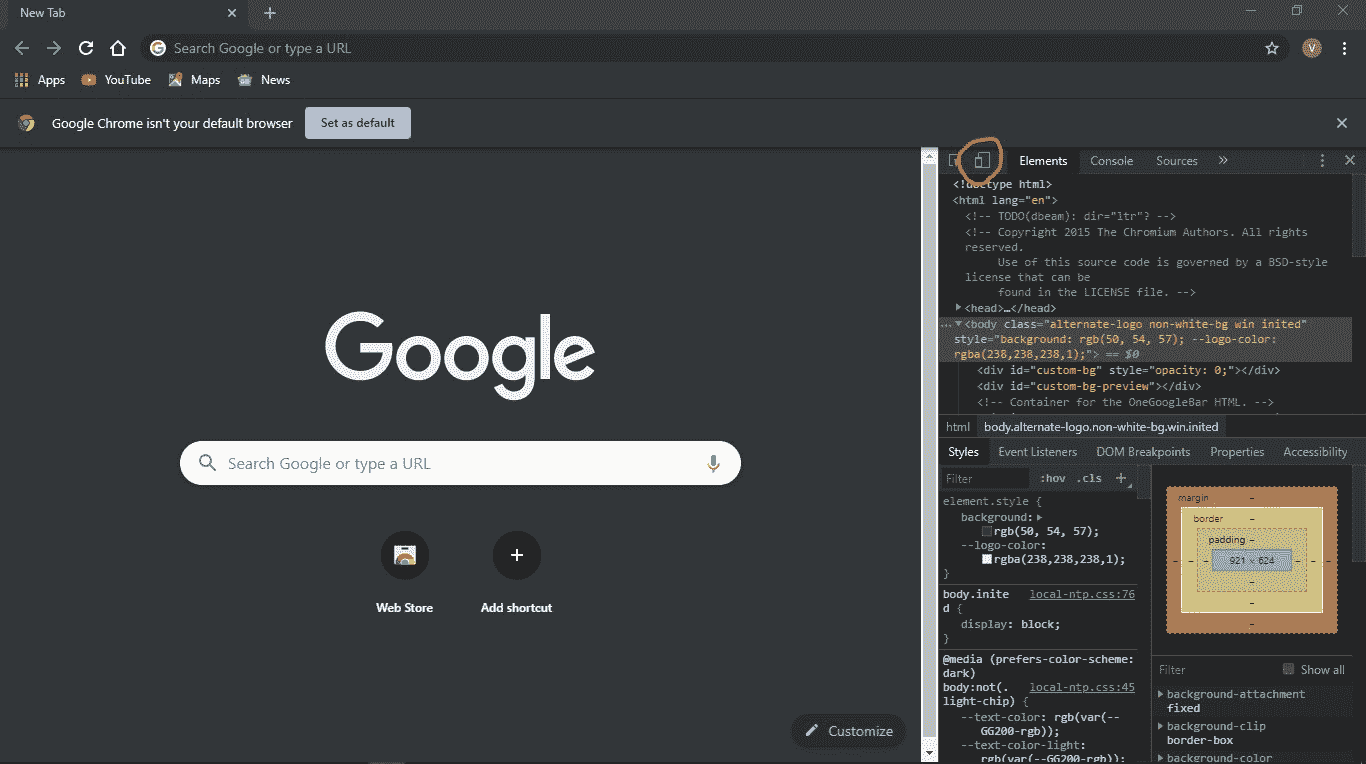 New Tab
Search Google or type a URL
V
Apps YouTube Maps News
Google Chrome isn't your default browser Set as default
Google
Search Google or type a URL
Web Store Add shortcut
Customize
Elements Console Sources »
<!doctype html>
<html lang="en">
<!-- TODO(dbeam): dir="ltr"? -->
<!-- Copyright 2015 The Chromium Authors. All rights
reserved.
Use of this source code is governed by a BSD-style
license that can be
found in the LICENSE file. -->
<head>…</head>
<body class="alternate-logo non-white-bg win inited"
style="background: rgb(50, 54, 57); --logo-color:
rgba(238,238,238,1);"> == $0
<div id="custom-bg" style="opacity: 0;"></div>
<div id="custom-bg-preview"></div>
<!-- Container for the OneGoogleBar HTML. -->
html body.alternate-logo.non-white-bg.win.inited
Styles Event Listeners DOM Breakpoints Properties Accessibility
Filter :hov .cls +
element.style {
background:
rgb(50, 54, 57);
--logo-color:
rgba(238,238,238,1);
}
body.inite local-ntp.css:76
d {
display: block;
}
@media (prefers-color-scheme:
dark)
body:not(. local-ntp.css:45
light-chip) {
--text-color: rgb(var(--
GG200-rgb));
--text-color-light:
rgb(var(--GG200-rgb));
margin –
border –
padding –
921 × 624
Filter Show all
background-attachment
fixed
background-clip
border-box
background-color